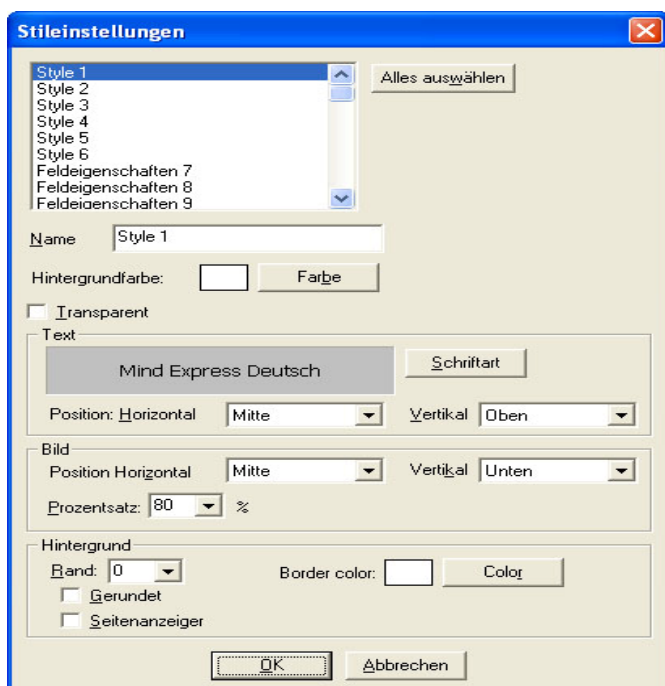 Stileinstellungen
Style 1
Alles auswählen
Style 2
Style 3
Style 4
Style 5
Style 6
Feldeigenschaften 7
Feldeigenschaften 8
Feldeigenschaften 9
Name Style 1
Hintergrundfarbe: Farbe
Transparent
Text
Mind Express Deutsch Schriftart
Position: Horizontal Mitte Vertikal Oben
Bild
Position Horizontal Mitte Vertikal Unten
Prozentsatz: 80 %
Hintergrund
Rand: 0 Border color: Color
Gerundet
Seitenanzeiger
OK Abbrechen